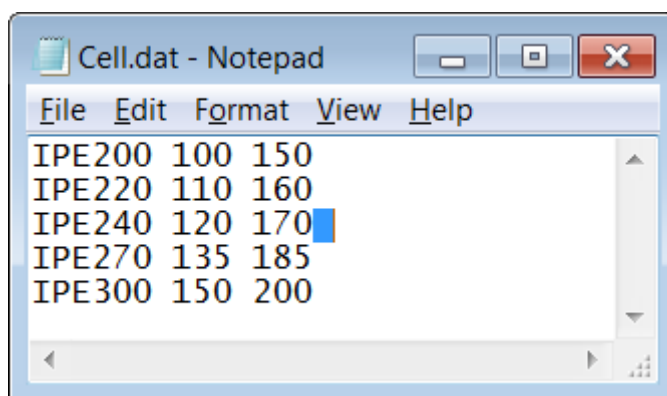 Cell.dat - Notepad
File Edit Format View Help
IPE200 100 150
IPE220 110 160
IPE240 120 170
IPE270 135 185
IPE300 150 200